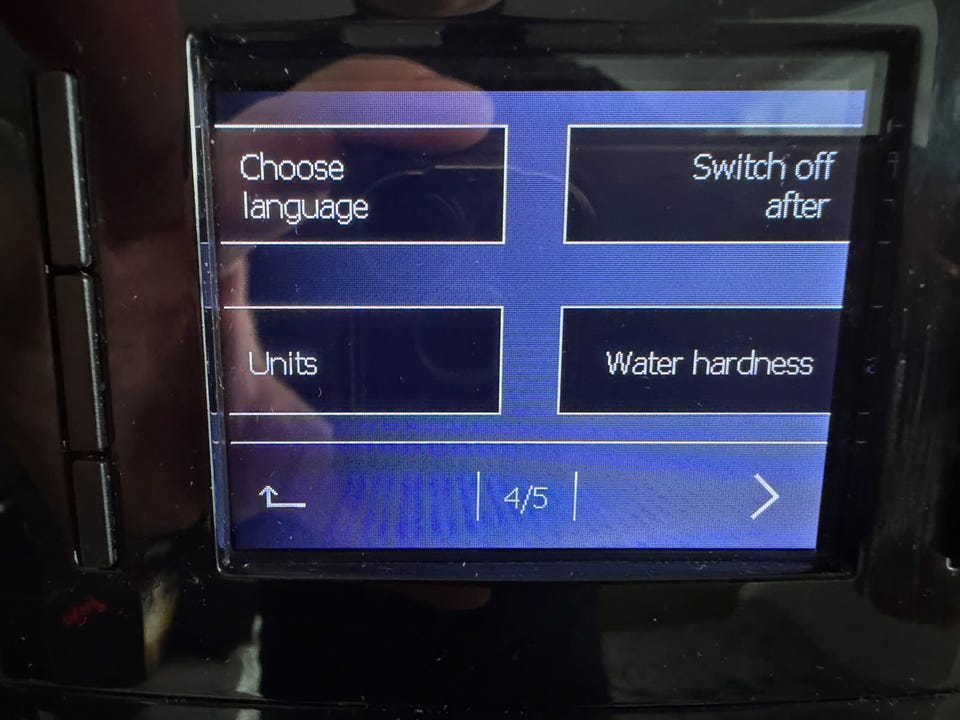 Choose
language
Switch off
after
Units
Water hardness
4/5